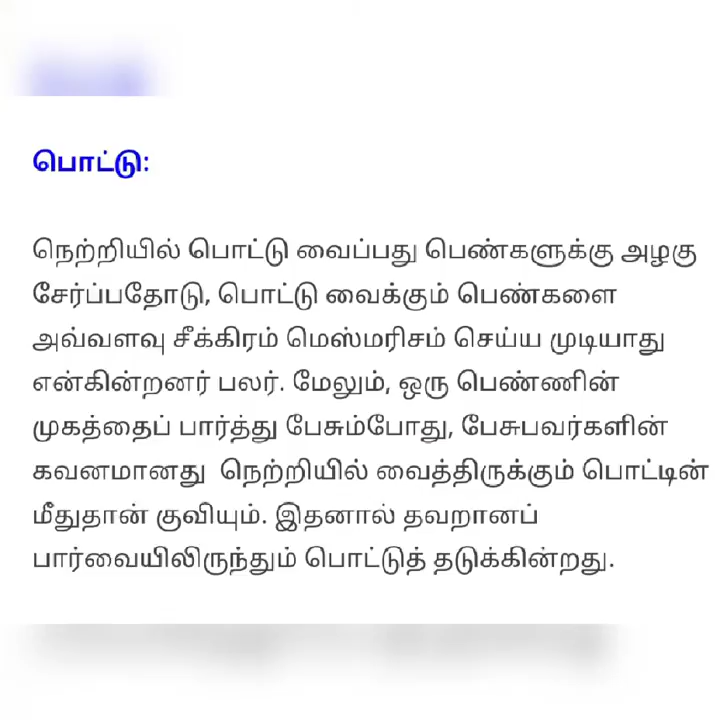 பொட்டு:
நெற்றியில் பொட்டு வைப்பது பெண்களுக்கு அழகு
சேர்ப்பதோடு, பொட்டு வைக்கும் பெண்களை
அவ்வளவு சீக்கிரம் மெஸ்மரிசம் செய்ய முடியாது
என்கின்றனர் பலர். மேலும், ஒரு பெண்ணின்
முகத்தைப் பார்த்து பேசும்போது, பேசுபவர்களின்
கவனமானது நெற்றியில் வைத்திருக்கும் பொட்டின்
மீதுதான் குவியும். இதனால் தவறானப்
பார்வையிலிருந்தும் பொட்டுத் தடுக்கின்றது.